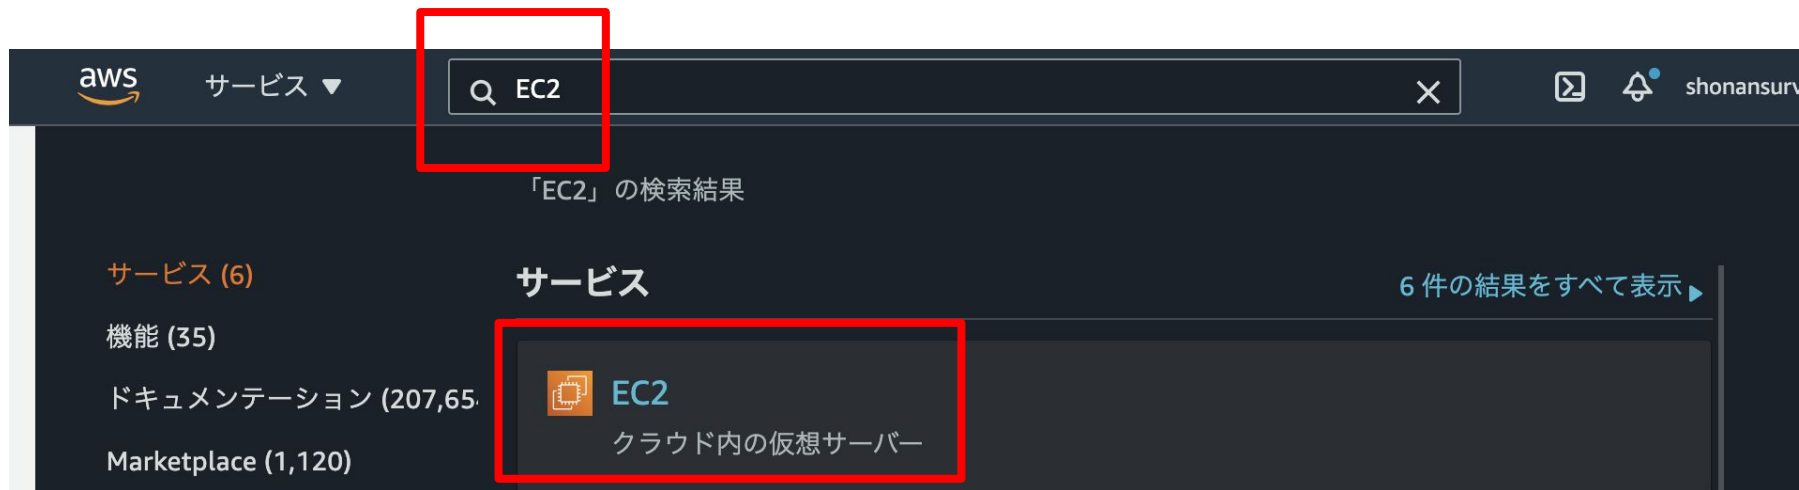 aws サービス ▼ EC2 shonansurv
「EC2」の検索結果
サービス (6)
機能 (35)
ドキュメンテーション (207,65
Marketplace (1,120)
サービス
6 件の結果をすべて表示
EC2
クラウド内の仮想サーバー